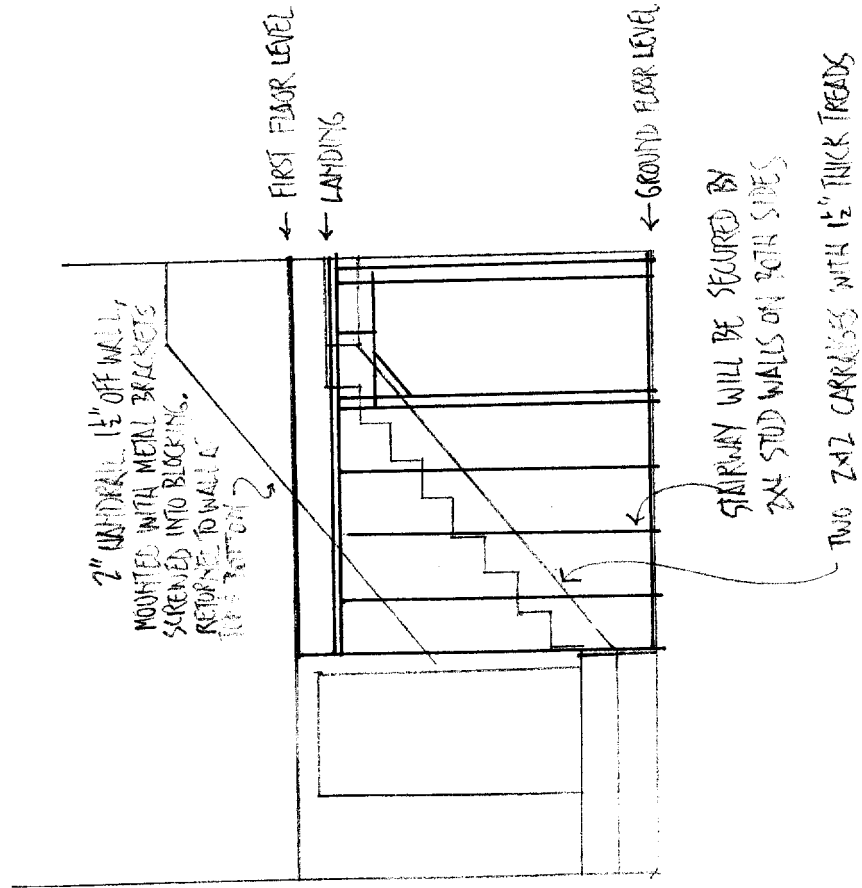 2" HANDRAIL 1½" OFF WALL,
MOUNTED WITH METAL BRACKETS
SCREWED INTO BLOCKING.
TO WALL
BOTTOM
← FIRST FLOOR LEVEL
← LANDING
← GROUND FLOOR LEVEL
STAIRWAY WILL BE SECURED BY
2x4 STUD WALLS ON BOTH SIDES
TWO 2x12 CARRIAGES WITH 1½" THICK TREADS